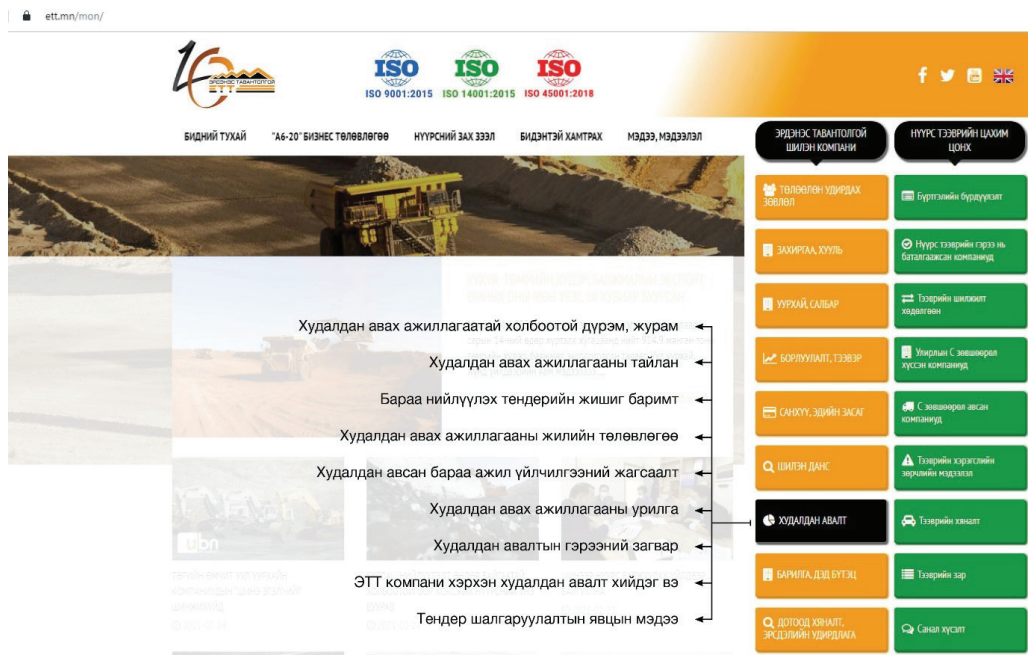 ett.mn/mon/
ЭРДЭНЭС ТАВАНТОЛГОЙ
ETT
ISO
ISO 9001:2015
ISO
ISO 14001:2015
ISO
ISO 45001:2018
БИДНИЙ ТУХАЙ
"А6-20" БИЗНЕС ТӨЛӨВЛӨГӨӨ
НҮҮРСНИЙ ЗАХ ЗЭЭЛ
БИДЭНТЭЙ ХАМТРАХ
МЭДЭЭ, МЭДЭЭЛЭЛ
Худалдан авах ажиллагаатай холбоотой дүрэм, журам
Худалдан авах ажиллагааны тайлан
Бараа нийлүүлэх тендерийн жишиг баримт
Худалдан авах ажиллагааны жилийн төлөвлөгөө
Худалдан авсан бараа ажил үйлчилгээний жагсаалт
Худалдан авах ажиллагааны урилга
Худалдан авалтын гэрээний загвар
ЭТТ компани хэрхэн худалдан авалт хийдэг вэ
Тендер шалгаруулалтын явцын мэдээ
ubn
ЭРДЭНЭС ТАВАНТОЛГОЙ
ШИЛЭН КОМПАНИ
ТӨЛӨӨЛӨН УДИРДАХ
ЗӨВЛӨЛ
ЗАХИРГАА, ХУУЛЬ
УУРХАЙ, САЛБАР
БОРЛУУЛАЛТ, ТЭЭВЭР
САНХҮҮ, ЭДИЙН ЗАСАГ
ШИЛЭН ДАНС
ХУДАЛДАН АВАЛТ
БАРИЛГА, ДЭД БҮТЭЦ
ДОТООД ХЯНАЛТ,
ЭРСДЭЛИЙН УДИРДЛАГА
НҮҮРС ТЭЭВРИЙН ЦАХИМ
ЦОНХ
Бүртгэлийн бүрдүүлэлт
Нүүрс тээврийн гэрээ нь
баталгаажсан компаниуд
Тээврийн шилжилт
хөдөлгөөн
Улирлын С зөвшөөрөл
хүссэн компаниуд
С зөвшөөрөл авсан
компаниуд
Тээврийн хэрэгслийн
зөрчлийн мэдээлэл
Тээврийн хяналт
Тээврийн зар
Санал хүсэлт